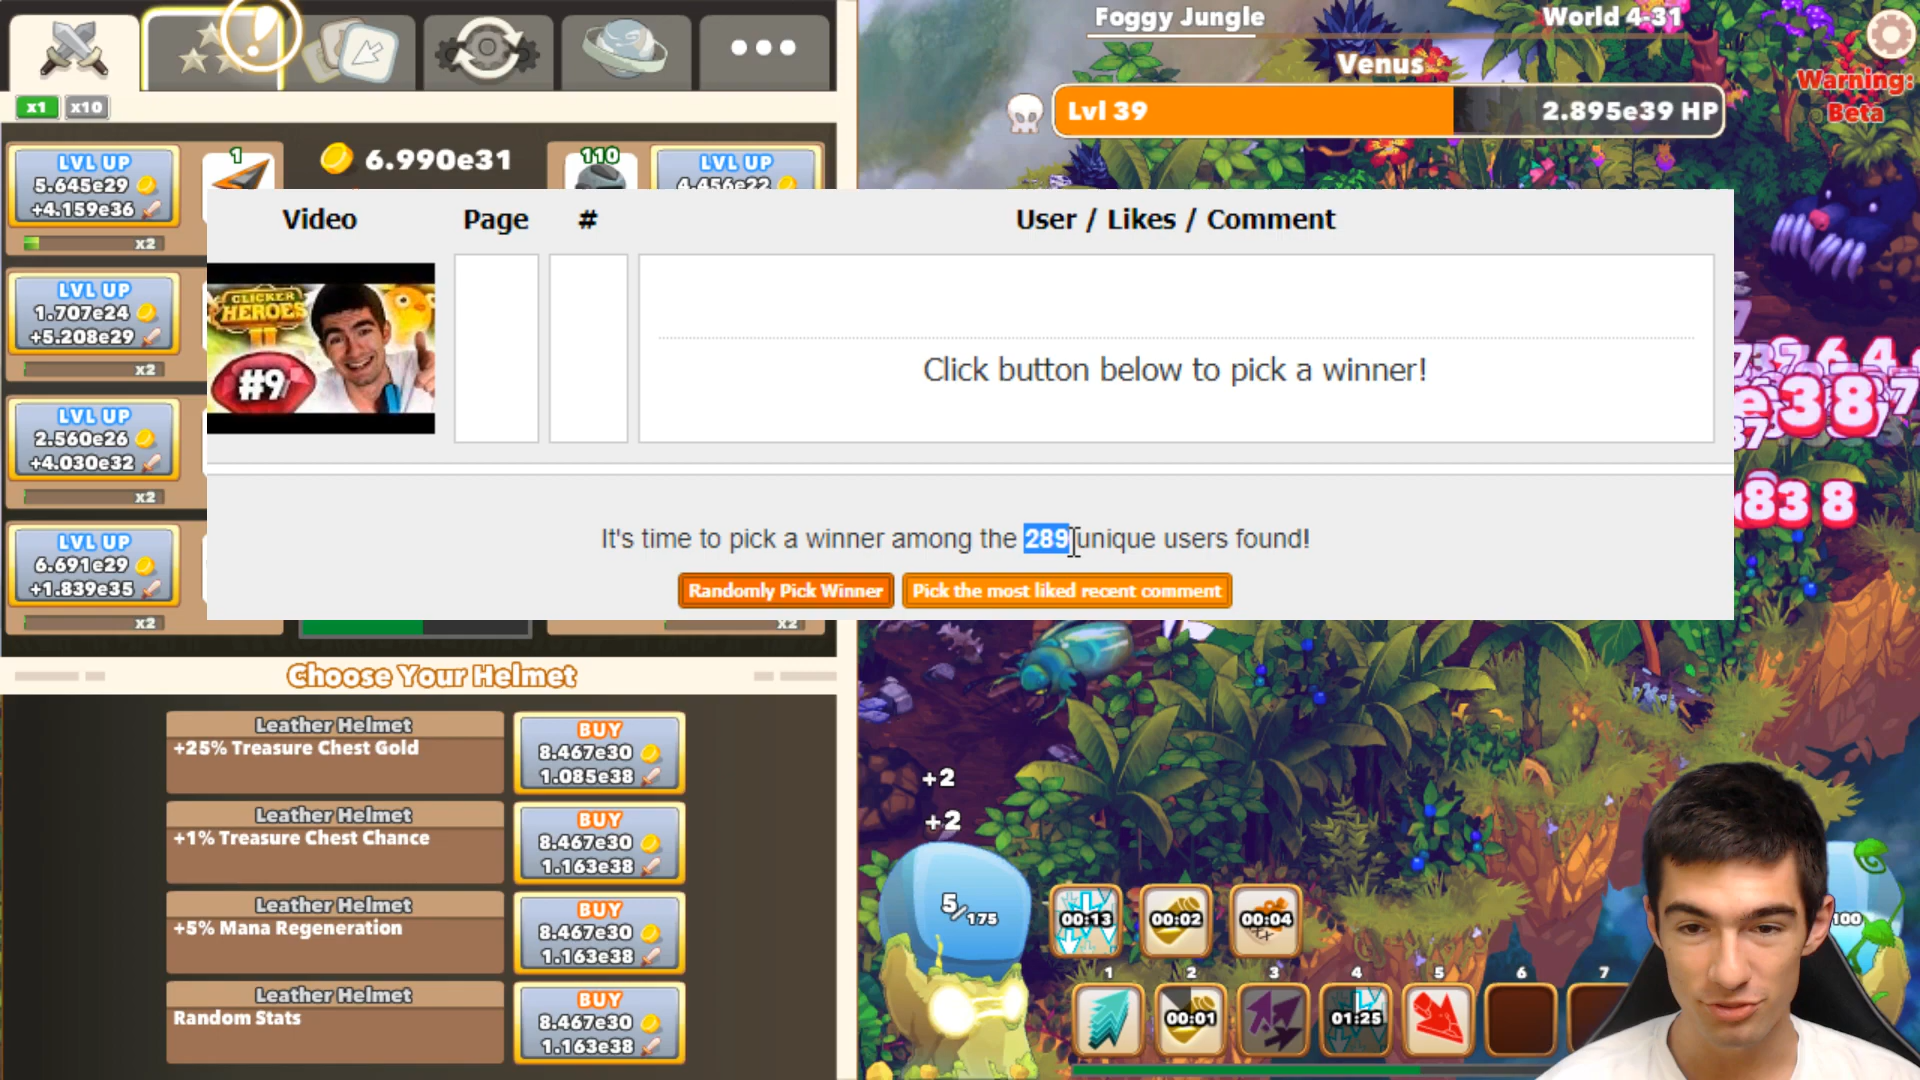 Foggy Jungle
World 4-31
Venus
Lvl 39
2.895e39 HP
Warning:
Beta
x1
x10
LVL UP
5.645e29
+4.159e36
x2
1
6.990e31
110
LVL UP
4.456e22
LVL UP
1.707e24
+5.208e29
x2
LVL UP
2.560e26
+4.030e32
x2
LVL UP
6.691e29
+1.839e35
x2
x2
Video
Page
#
User / Likes / Comment
CLICKER
HEROES
II
#9
Click button below to pick a winner!
It's time to pick a winner among the 289 unique users found!
Randomly Pick Winner
Pick the most liked recent comment
Choose Your Helmet
Leather Helmet
+25% Treasure Chest Gold
BUY
8.467e30
1.085e38
Leather Helmet
+1% Treasure Chest Chance
BUY
8.467e30
1.163e38
Leather Helmet
+5% Mana Regeneration
BUY
8.467e30
1.163e38
Leather Helmet
Random Stats
BUY
8.467e30
1.163e38
+2
+2
5/175
00:13
00:02
00:04
1
2
3
4
5
6
7
00:01
01:25
100